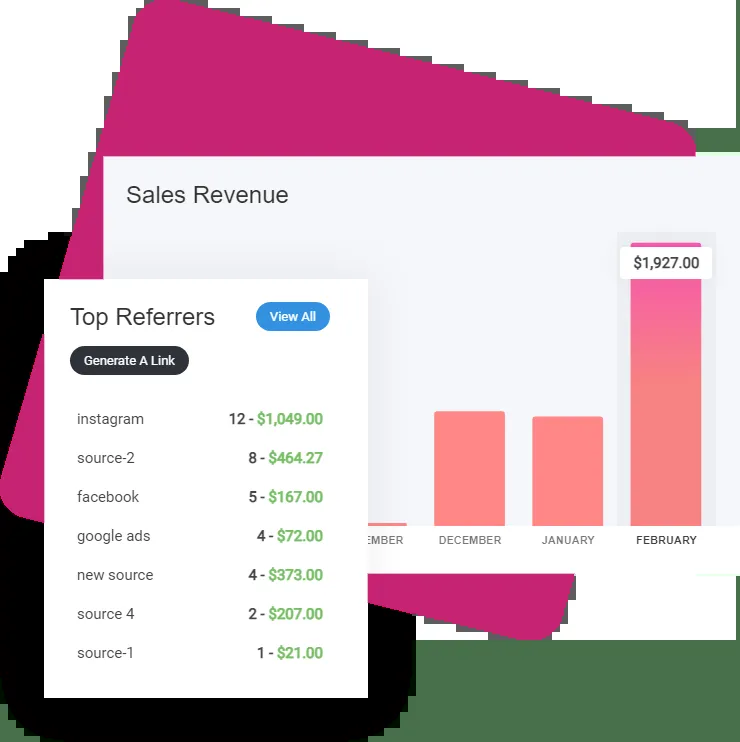 Sales Revenue
$1,927.00
Top Referrers
View All
Generate A Link
instagram 12 - $1,049.00
source-2 8 - $464.27
facebook 5 - $167.00
google ads 4 - $72.00
new source 4 - $373.00
source 4 2 - $207.00
source-1 1 - $21.00
EMBER DECEMBER JANUARY FEBRUARY